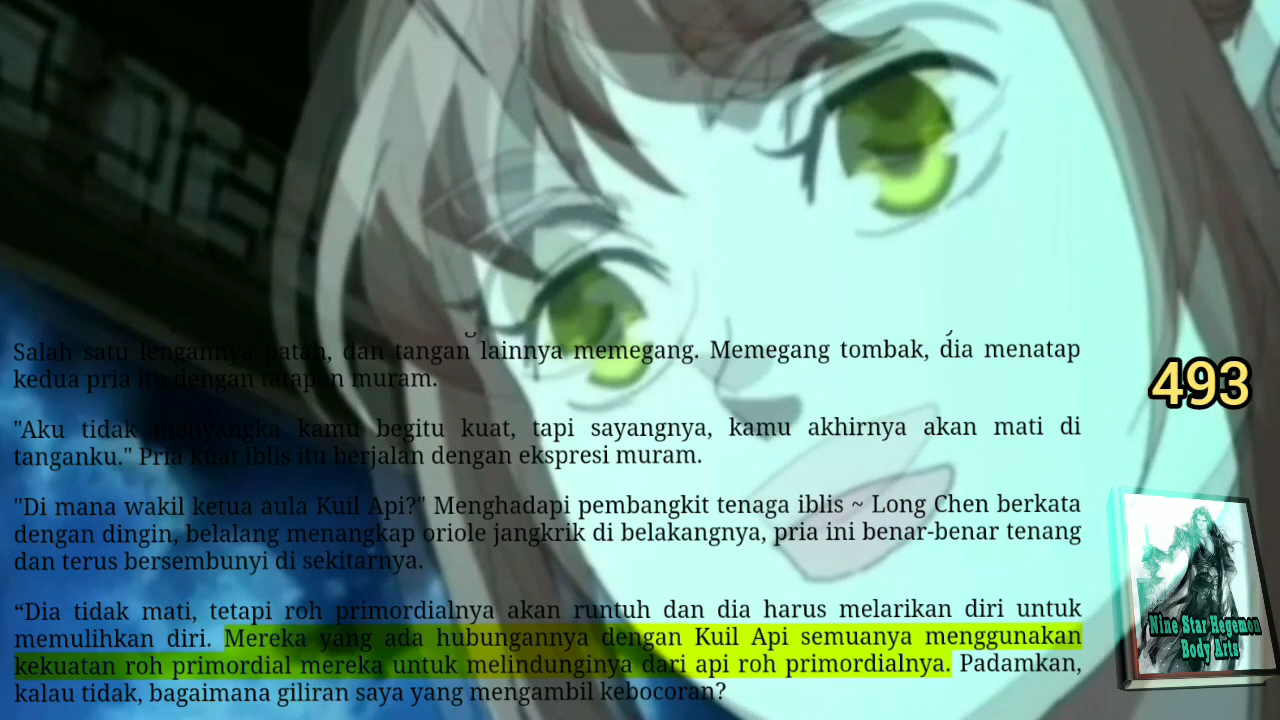 Salah satu lengannya patah, dan tangan lainnya memegang. Memegang tombak, dia menatap
kedua pria itu dengan tatapan muram.
"Aku tidak menyangka kamu begitu kuat, tapi sayangnya, kamu akhirnya akan mati di
tanganku." Pria kuat iblis itu berjalan dengan ekspresi muram.
"Di mana wakil ketua aula Kuil Api?" Menghadapi pembangkit tenaga iblis ~ Long Chen berkata
dengan dingin, belalang menangkap oriole jangkrik di belakangnya, pria ini benar-benar tenang
dan terus bersembunyi di sekitarnya.
“Dia tidak mati, tetapi roh primordialnya akan runtuh dan dia harus melarikan diri untuk
memulihkan diri. Mereka yang ada hubungannya dengan Kuil Api semuanya menggunakan
kekuatan roh primordial mereka untuk melindunginya dari api roh primordialnya. Padamkan,
kalau tidak, bagaimana giliran saya yang mengambil kebocoran?
493
Nine Star Hegemon
Body Arts